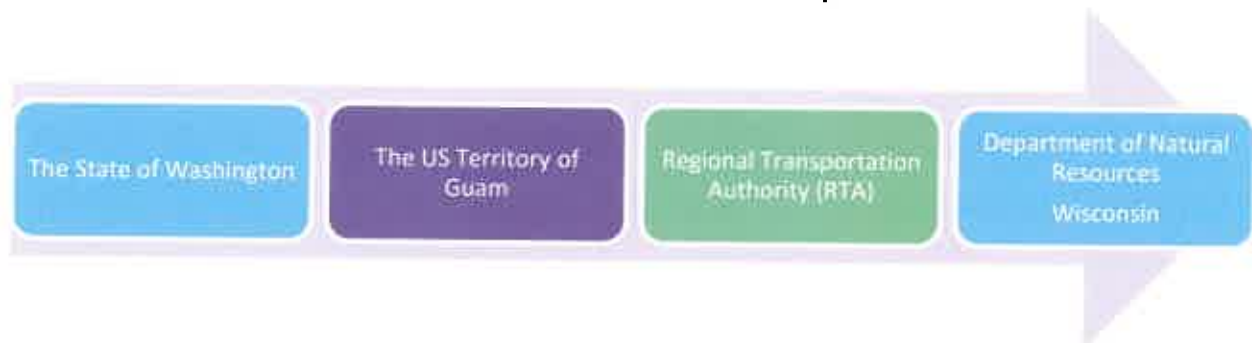 The State of Washington
The US Territory of
Guam
Regional Transportation
Authority (RTA)
Department of Natural
Resources
Wisconsin